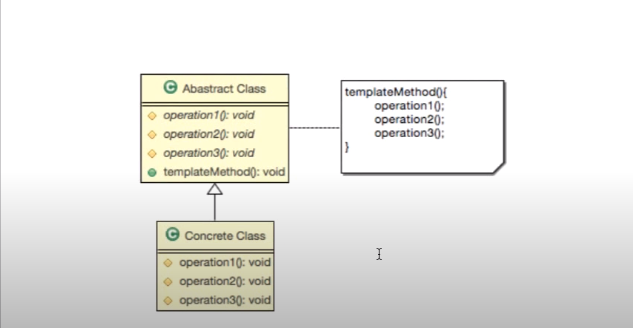 C Abastract Class
operation1(): void
operation2(): void
operation3(): void
templateMethod(): void
templateMethod(){
operation1();
operation2();
operation3();
}
C Concrete Class
operation1(): void
operation2(): void
operation3(): void